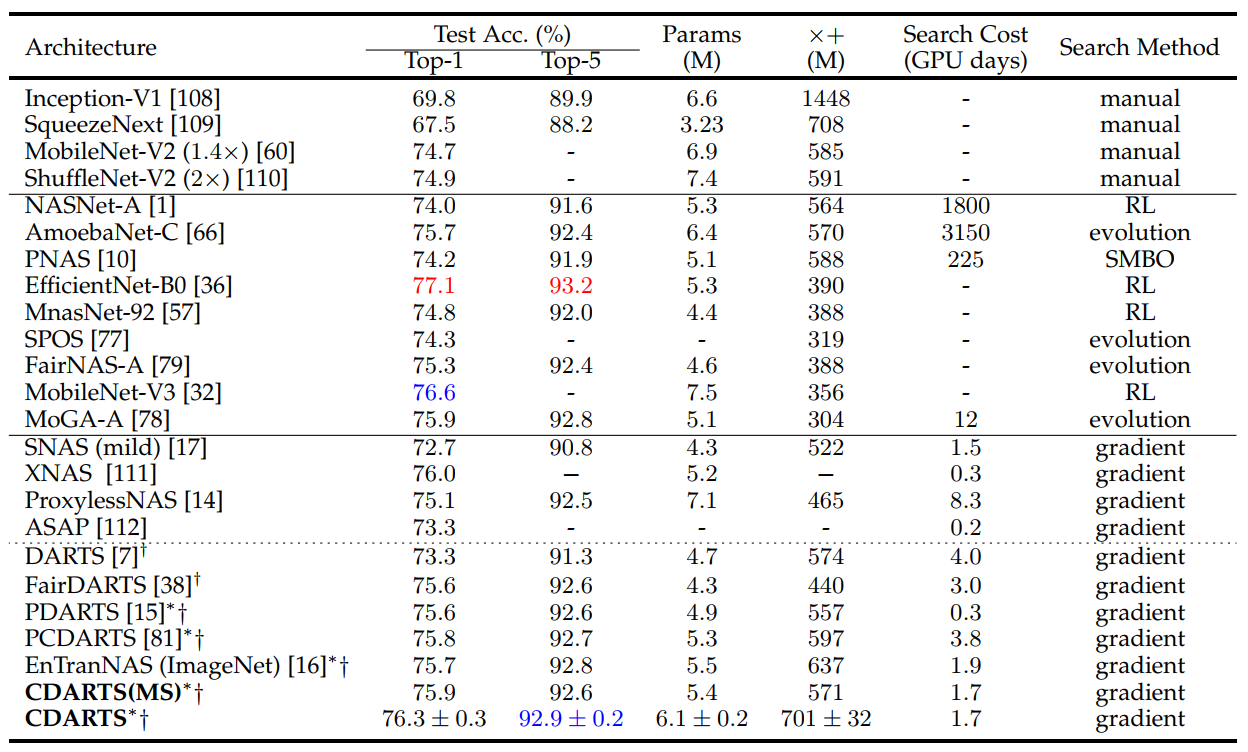 Architecture Test Acc. (%) Params ×+ Search Cost Search Method
Top-1 Top-5 (M) (M) (GPU days)
Inception-V1 [108] 69.8 89.9 6.6 1448 - manual
SqueezeNext [109] 67.5 88.2 3.23 708 - manual
MobileNet-V2 (1.4×) [60] 74.7 - 6.9 585 - manual
ShuffleNet-V2 (2×) [110] 74.9 - 7.4 591 - manual
NASNet-A [1] 74.0 91.6 5.3 564 1800 RL
AmoebaNet-C [66] 75.7 92.4 6.4 570 3150 evolution
PNAS [10] 74.2 91.9 5.1 588 225 SMBO
EfficientNet-B0 [36] 77.1 93.2 5.3 390 - RL
MnasNet-92 [57] 74.8 92.0 4.4 388 - RL
SPOS [77] 74.3 - - 319 - evolution
FairNAS-A [79] 75.3 92.4 4.6 388 - evolution
MobileNet-V3 [32] 76.6 - 7.5 356 - RL
MoGA-A [78] 75.9 92.8 5.1 304 12 evolution
SNAS (mild) [17] 72.7 90.8 4.3 522 1.5 gradient
XNAS [111] 76.0 − 5.2 − 0.3 gradient
ProxylessNAS [14] 75.1 92.5 7.1 465 8.3 gradient
ASAP [112] 73.3 - - - 0.2 gradient
DARTS [7]† 73.3 91.3 4.7 574 4.0 gradient
FairDARTS [38]† 75.6 92.6 4.3 440 3.0 gradient
PDARTS [15]*† 75.6 92.6 4.9 557 0.3 gradient
PCDARTS [81]*† 75.8 92.7 5.3 597 3.8 gradient
EnTranNAS (ImageNet) [16]*† 75.7 92.8 5.5 637 1.9 gradient
CDARTS(MS)*† 75.9 92.6 5.4 571 1.7 gradient
CDARTS*† 76.3 ± 0.3 92.9 ± 0.2 6.1 ± 0.2 701 ± 32 1.7 gradient